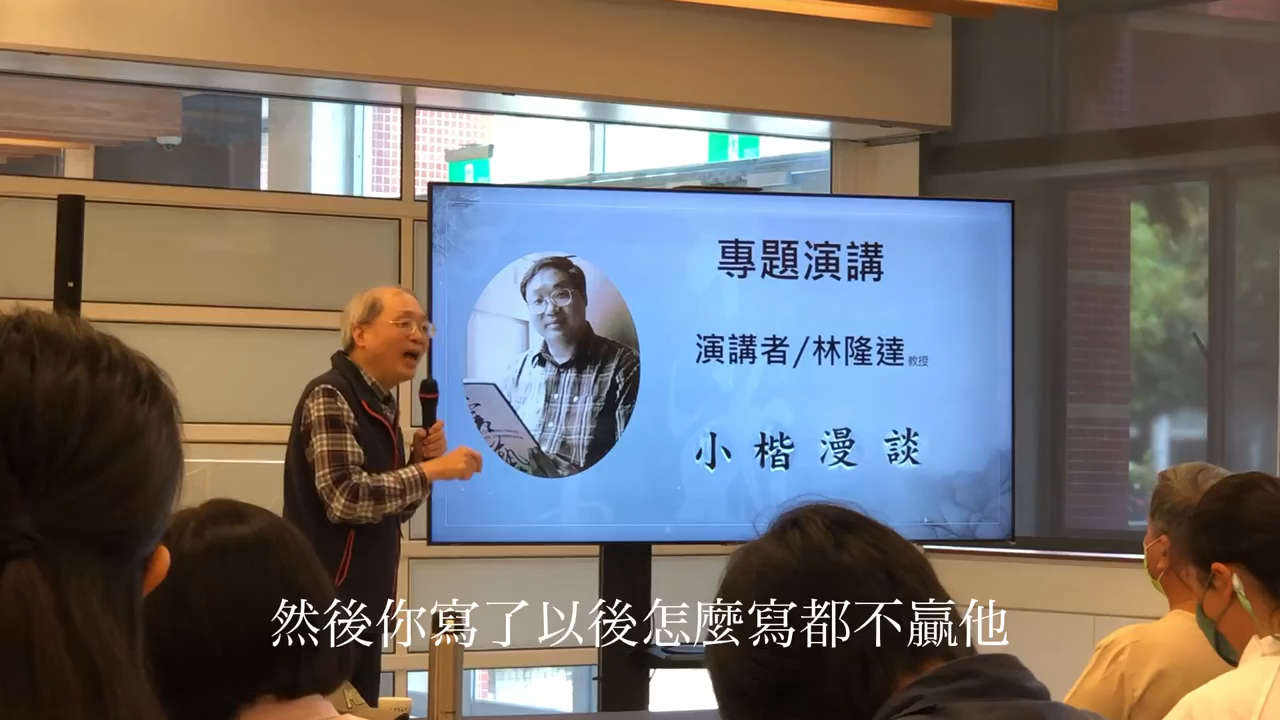 專題演講
演講者/林隆達教授
小楷漫談
然後你寫了以後怎麼寫都不贏他